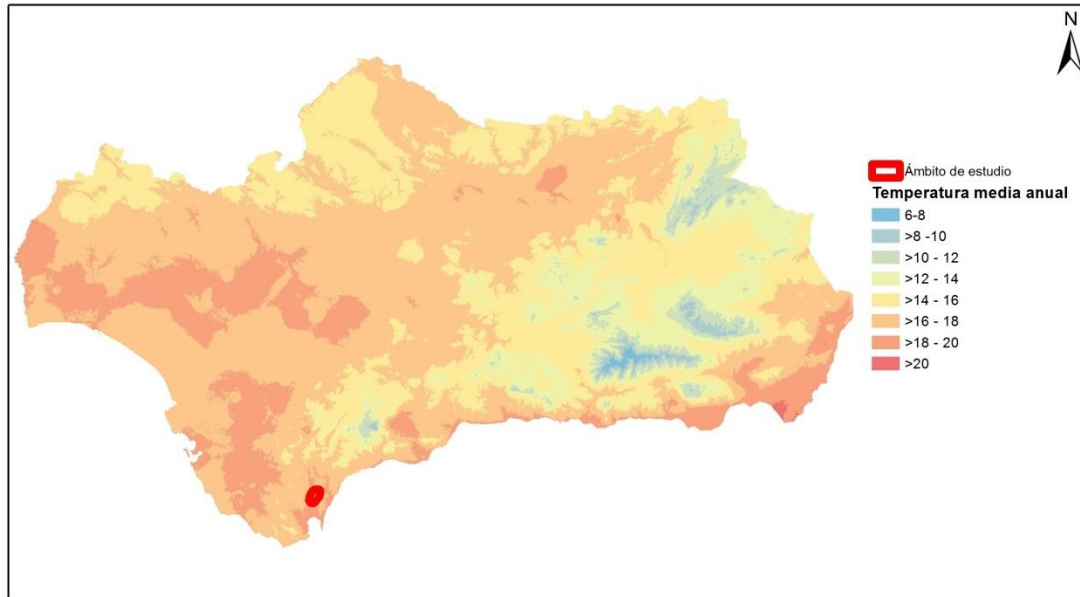 N
Ámbito de estudio
Temperatura media anual
6-8
>8 -10
>10 - 12
>12 - 14
>14 - 16
>16 - 18
>18 - 20
>20